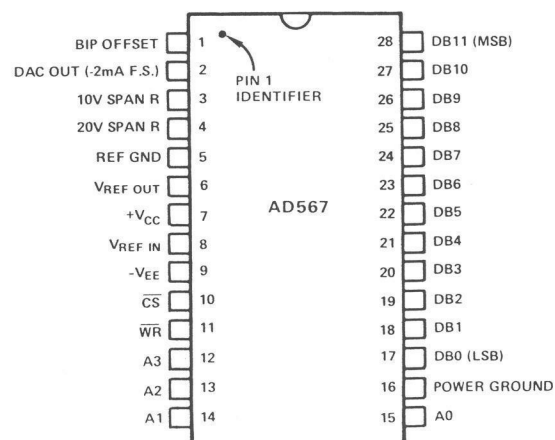 BIP OFFSET 1
DAC OUT (-2mA F.S.) 2
10V SPAN R 3
20V SPAN R 4
REF GND 5
VREF OUT 6
+VCC 7
VREF IN 8
-VEE 9
C̅S̅ 10
W̅R̅ 11
A3 12
A2 13
A1 14
PIN 1
IDENTIFIER
AD567
28 DB11 (MSB)
27 DB10
26 DB9
25 DB8
24 DB7
23 DB6
22 DB5
21 DB4
20 DB3
19 DB2
18 DB1
17 DB0 (LSB)
16 POWER GROUND
15 A0